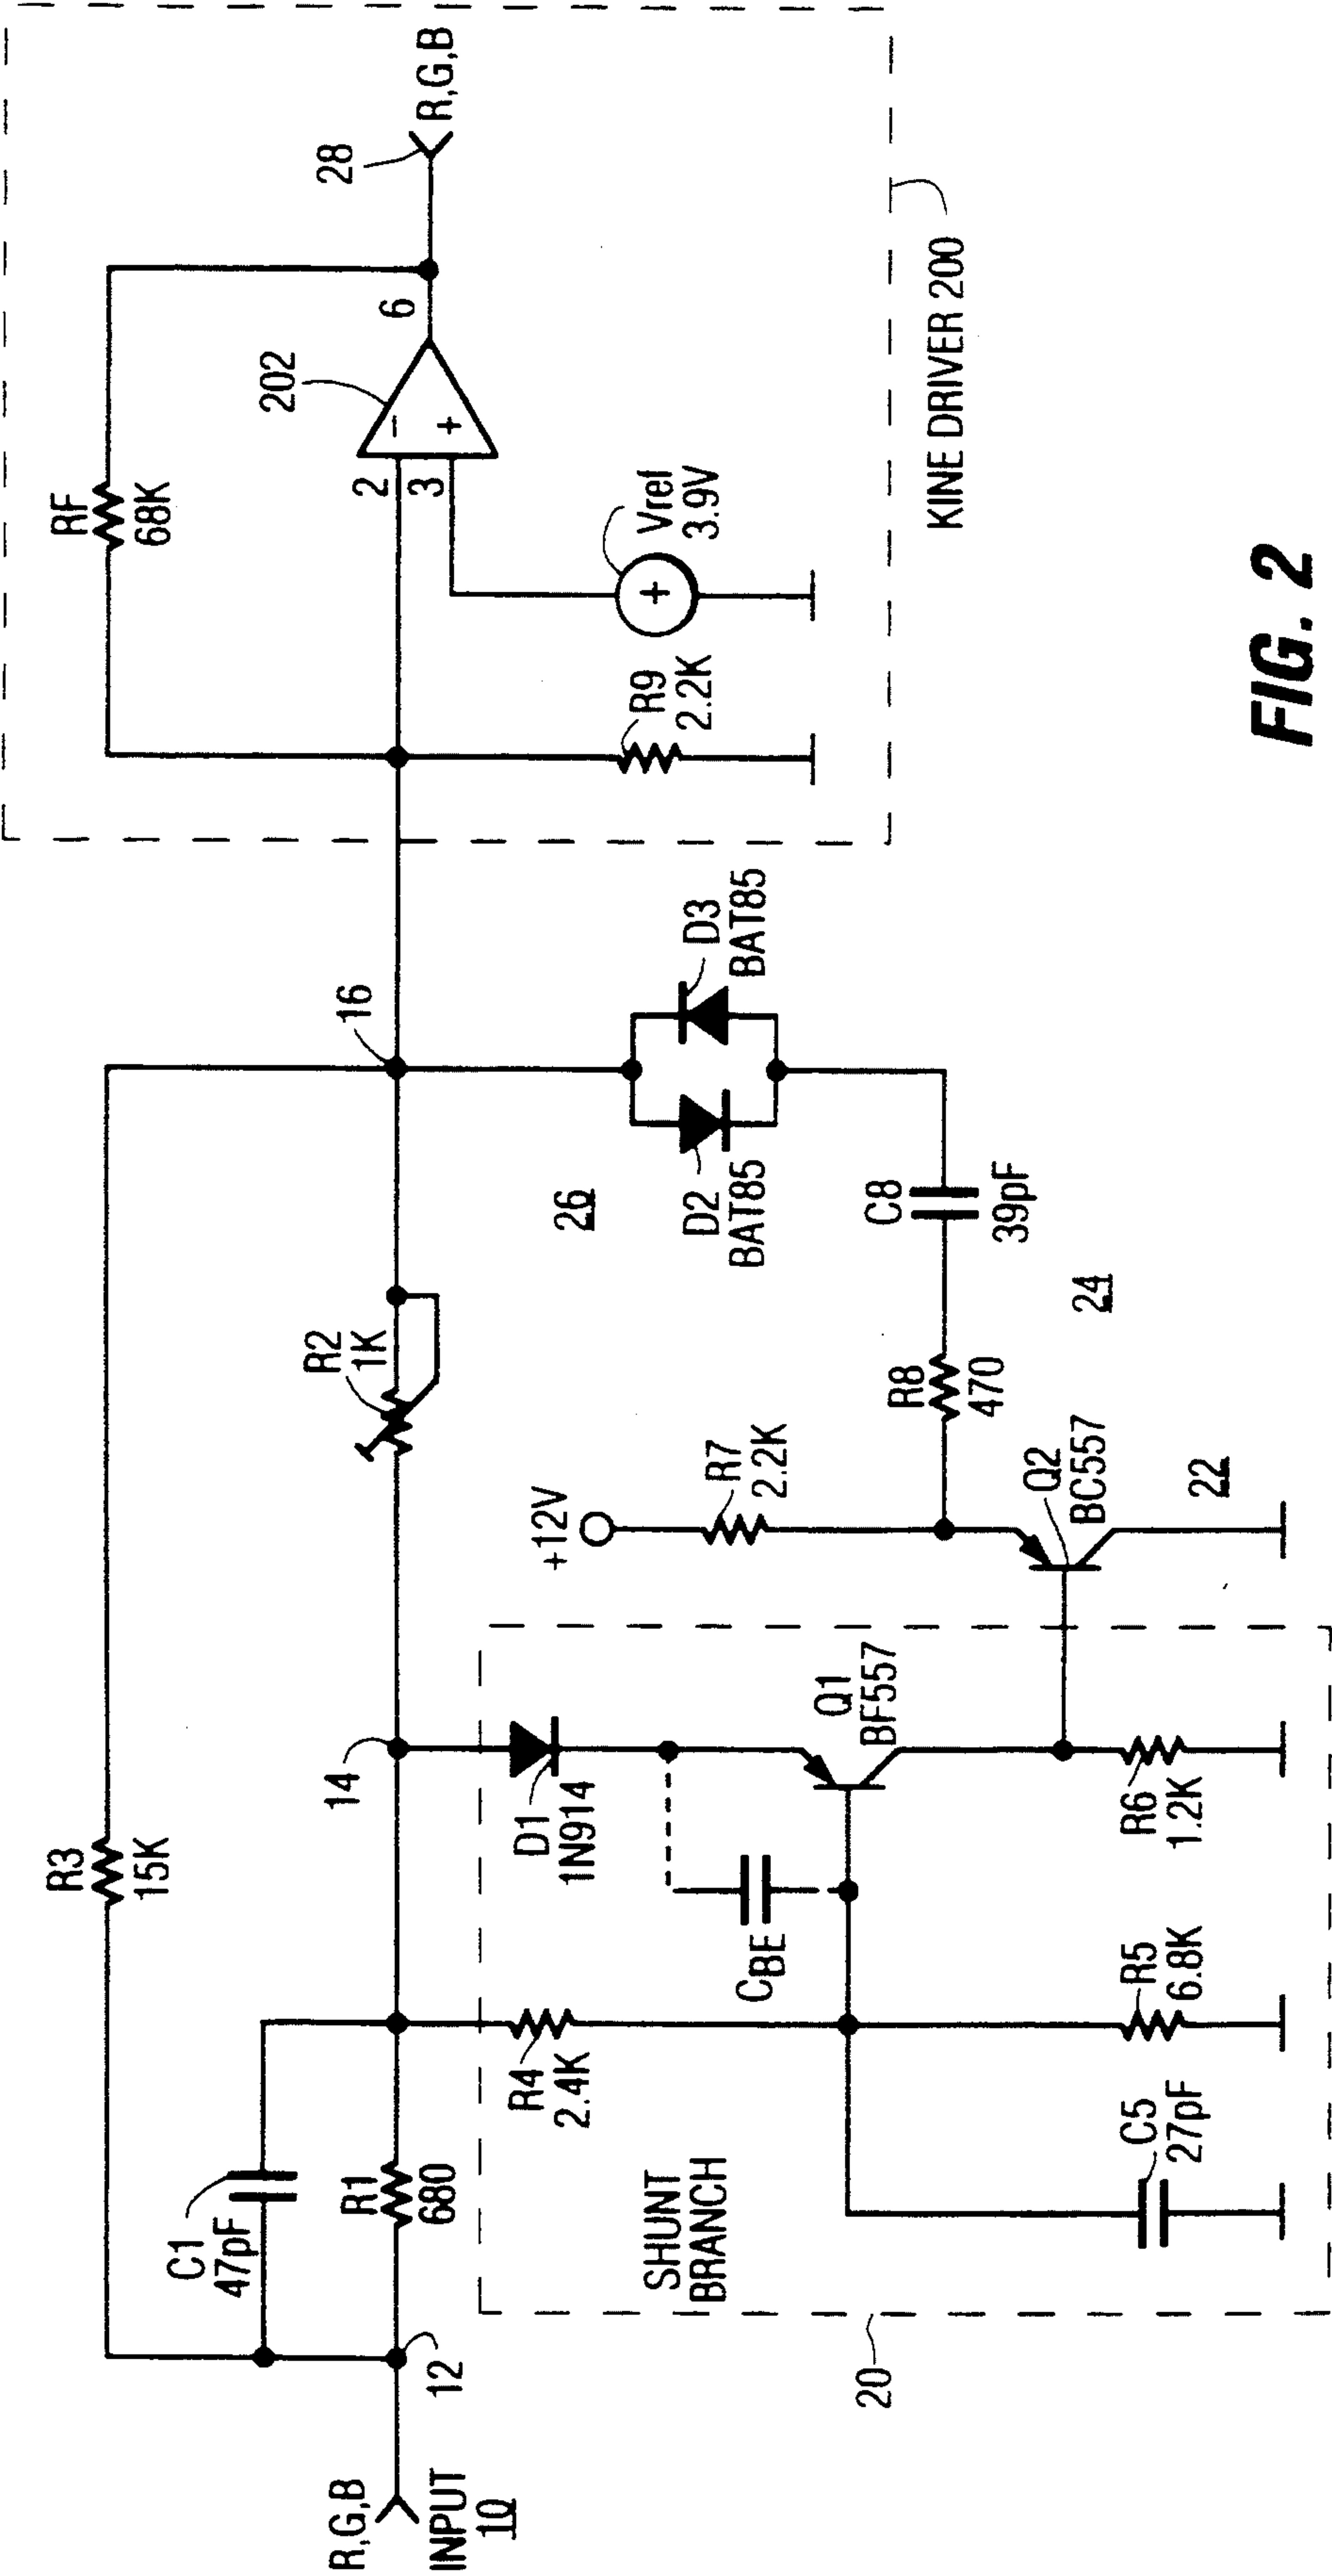 R,G,B
INPUT
10
12
R3
15K
C1
47pF
R1
680
14
R2
1K
16
RF
68K
202
2
3
6
28
R,G,B
Vref
3.9V
R9
2.2K
KINE DRIVER 200
SHUNT
BRANCH
20
R4
2.4K
C5
27pF
R5
6.8K
CBE
D1
1N914
Q1
BF557
R6
1.2K
+12V
R7
2.2K
Q2
BC557
22
R8
470
24
C8
39pF
26
D2
BAT85
D3
BAT85
- 
+
+
FIG. 2